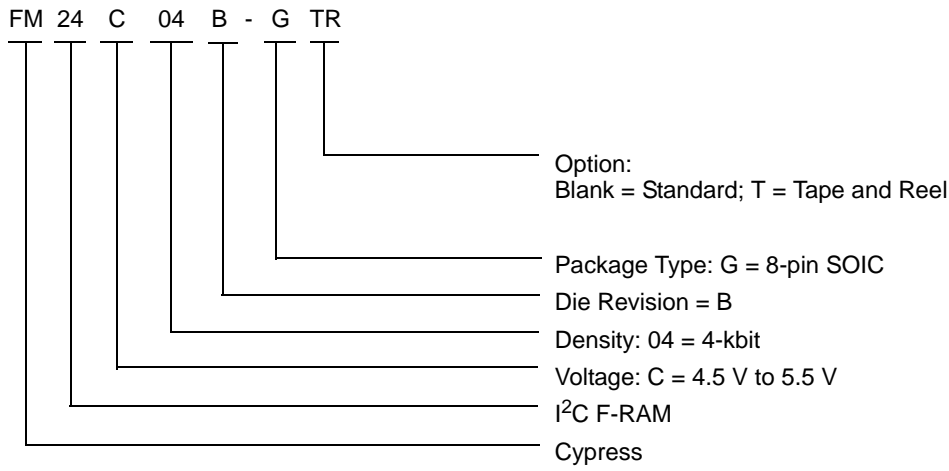 FM 24 C 04 B - G TR
Option:
Blank = Standard; T = Tape and Reel
Package Type: G = 8-pin SOIC
Die Revision = B
Density: 04 = 4-kbit
Voltage: C = 4.5 V to 5.5 V
I²C F-RAM
Cypress